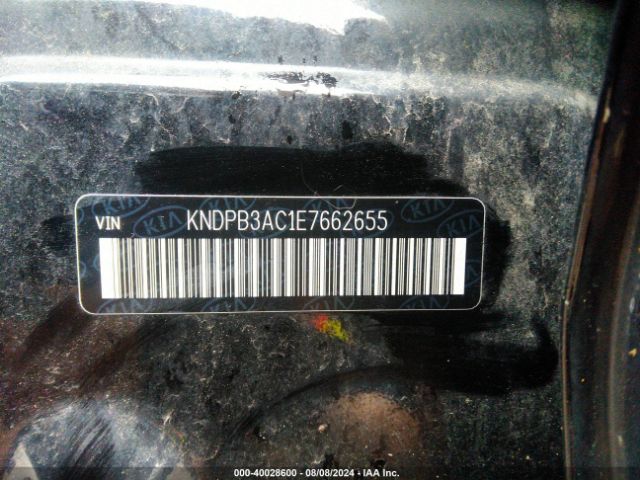 VIN KNDPB3AC1E7662655
000-40028600 - 08/08/2024 - IAA Inc.